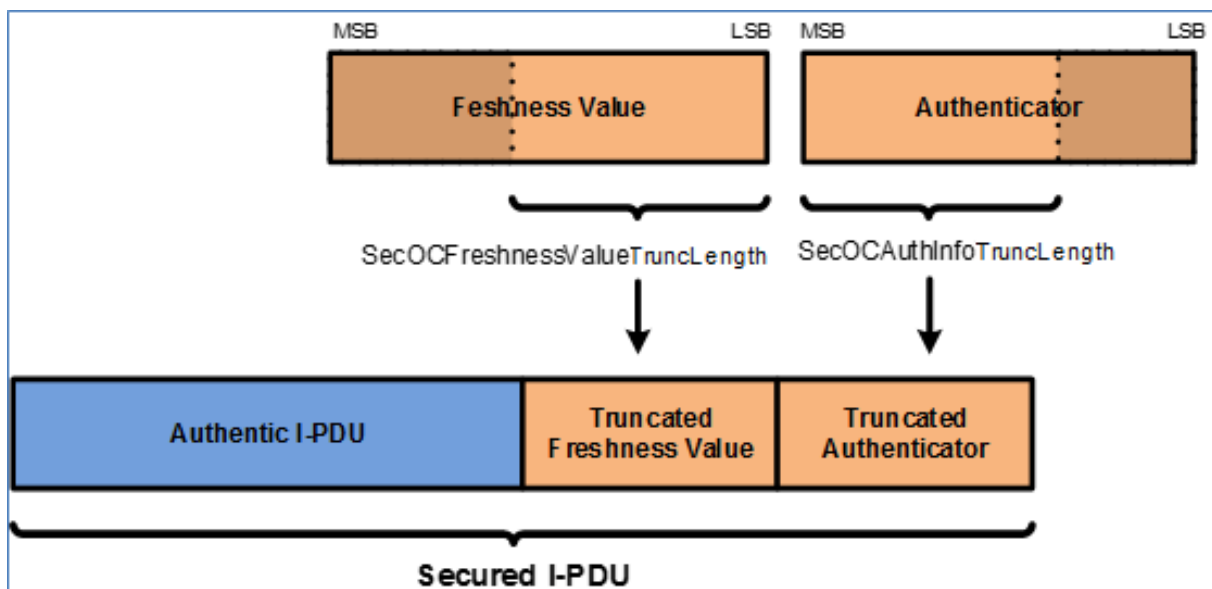 MSB LSB MSB LSB
Feshness Value Authenticator
SecOCFreshnessValueTruncLength SecOCAuthInfoTruncLength
Authentic I-PDU
Truncated
Freshness Value
Truncated
Authenticator
Secured I-PDU